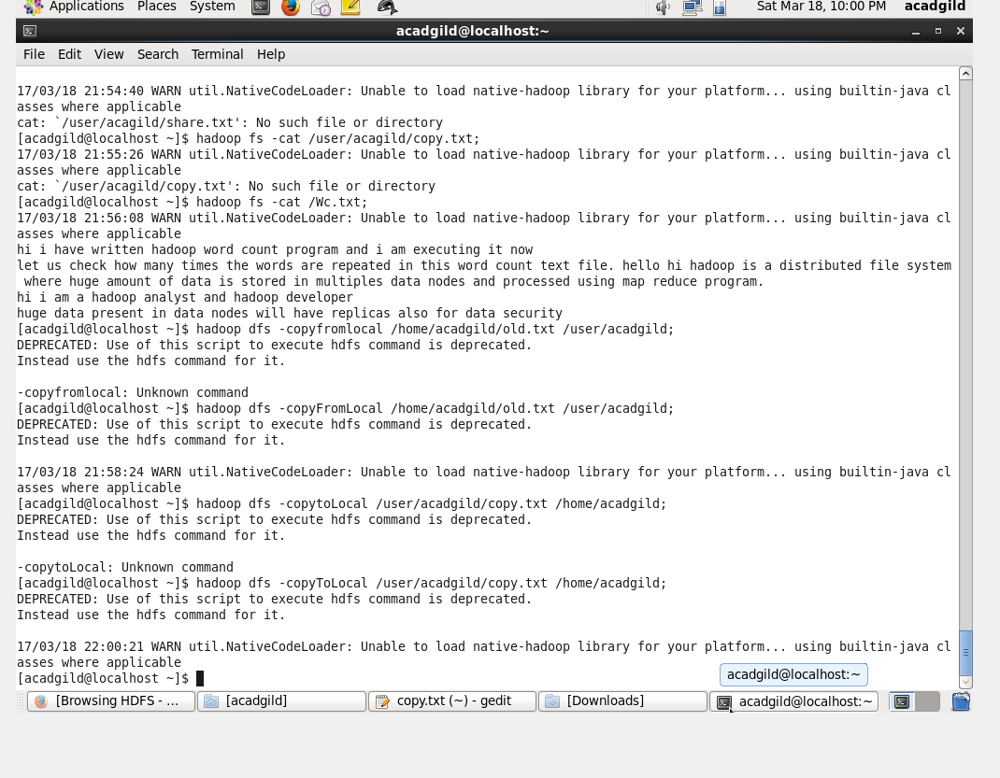 Applications Places System Sat Mar 18, 10:00 PM acadgild
acadgild@localhost:~
File Edit View Search Terminal Help
17/03/18 21:54:40 WARN util.NativeCodeLoader: Unable to load native-hadoop library for your platform... using builtin-java cl
asses where applicable
cat: `/user/acagild/share.txt': No such file or directory
[acadgild@localhost ~]$ hadoop fs -cat /user/acagild/copy.txt;
17/03/18 21:55:26 WARN util.NativeCodeLoader: Unable to load native-hadoop library for your platform... using builtin-java cl
asses where applicable
cat: `/user/acagild/copy.txt': No such file or directory
[acadgild@localhost ~]$ hadoop fs -cat /Wc.txt;
17/03/18 21:56:08 WARN util.NativeCodeLoader: Unable to load native-hadoop library for your platform... using builtin-java cl
asses where applicable
hi i have written hadoop word count program and i am executing it now
let us check how many times the words are repeated in this word count text file. hello hi hadoop is a distributed file system
 where huge amount of data is stored in multiples data nodes and processed using map reduce program.
hi i am a hadoop analyst and hadoop developer
huge data present in data nodes will have replicas also for data security
[acadgild@localhost ~]$ hadoop dfs -copyfromlocal /home/acadgild/old.txt /user/acadgild;
DEPRECATED: Use of this script to execute hdfs command is deprecated.
Instead use the hdfs command for it.
-copyfromlocal: Unknown command
[acadgild@localhost ~]$ hadoop dfs -copyFromLocal /home/acadgild/old.txt /user/acadgild;
DEPRECATED: Use of this script to execute hdfs command is deprecated.
Instead use the hdfs command for it.
17/03/18 21:58:24 WARN util.NativeCodeLoader: Unable to load native-hadoop library for your platform... using builtin-java cl
asses where applicable
[acadgild@localhost ~]$ hadoop dfs -copytoLocal /user/acadgild/copy.txt /home/acadgild;
DEPRECATED: Use of this script to execute hdfs command is deprecated.
Instead use the hdfs command for it.
-copytoLocal: Unknown command
[acadgild@localhost ~]$ hadoop dfs -copyToLocal /user/acadgild/copy.txt /home/acadgild;
DEPRECATED: Use of this script to execute hdfs command is deprecated.
Instead use the hdfs command for it.
17/03/18 22:00:21 WARN util.NativeCodeLoader: Unable to load native-hadoop library for your platform... using builtin-java cl
asses where applicable
[acadgild@localhost ~]$
acadgild@localhost:~
[Browsing HDFS - ... [acadgild] copy.txt (~) - gedit [Downloads] acadgild@localhost:~